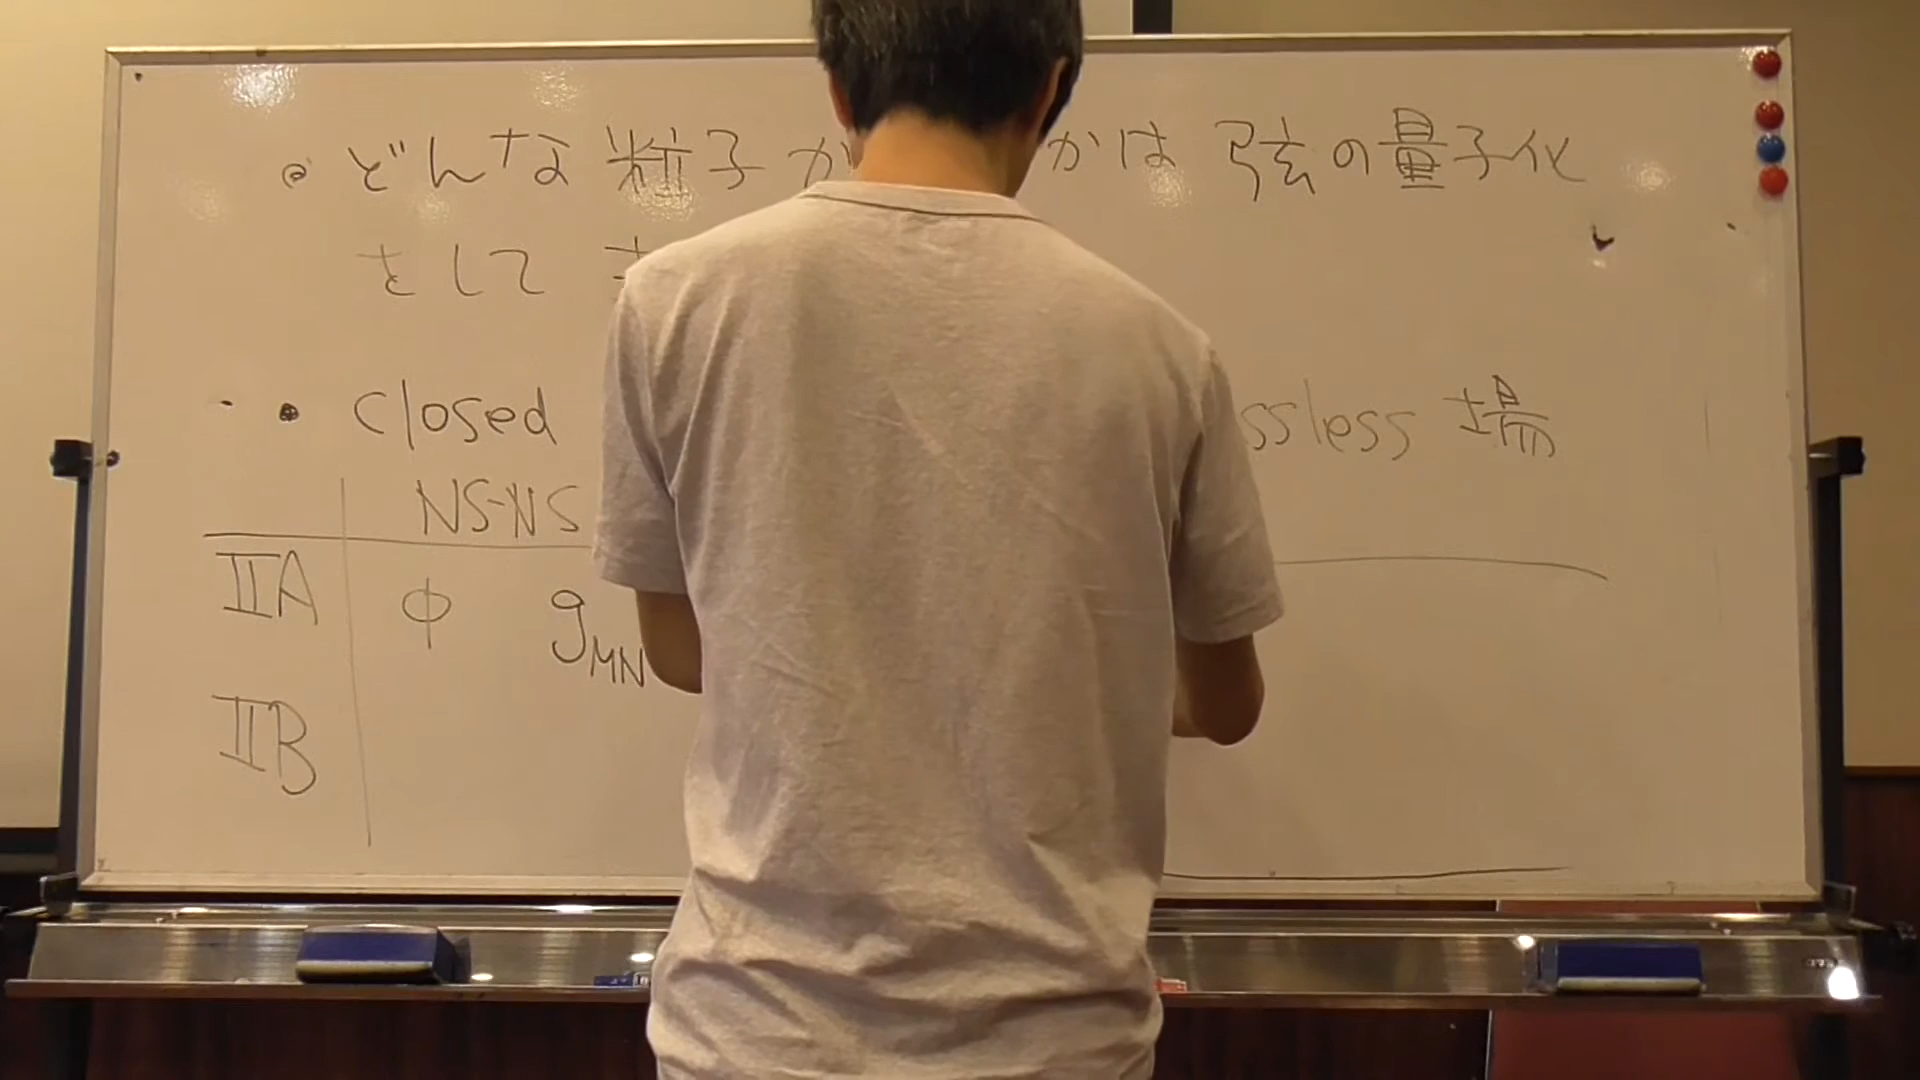 どんな粒子か かは 弦の量子化
をして
closed ssless 場
NS-NS
IIA φ gMN
IIB